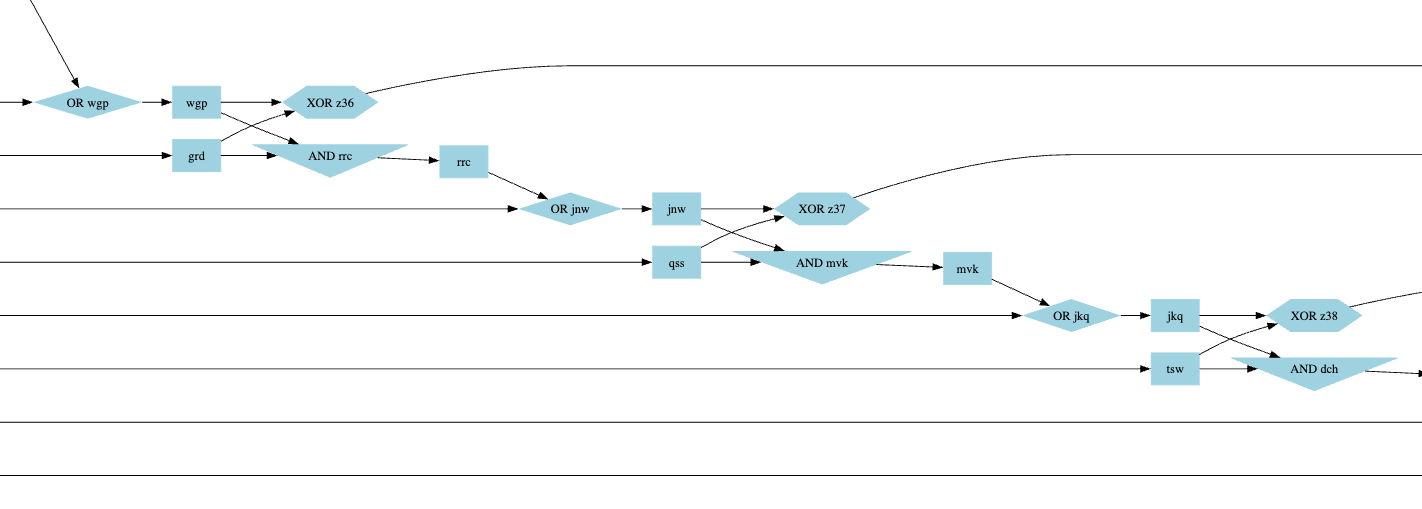 OR wgp
wgp
XOR z36
grd
AND rrc
rrc
OR jnw
jnw
XOR z37
qss
AND mvk
mvk
OR jkq
jkq
XOR z38
tsw
AND dch